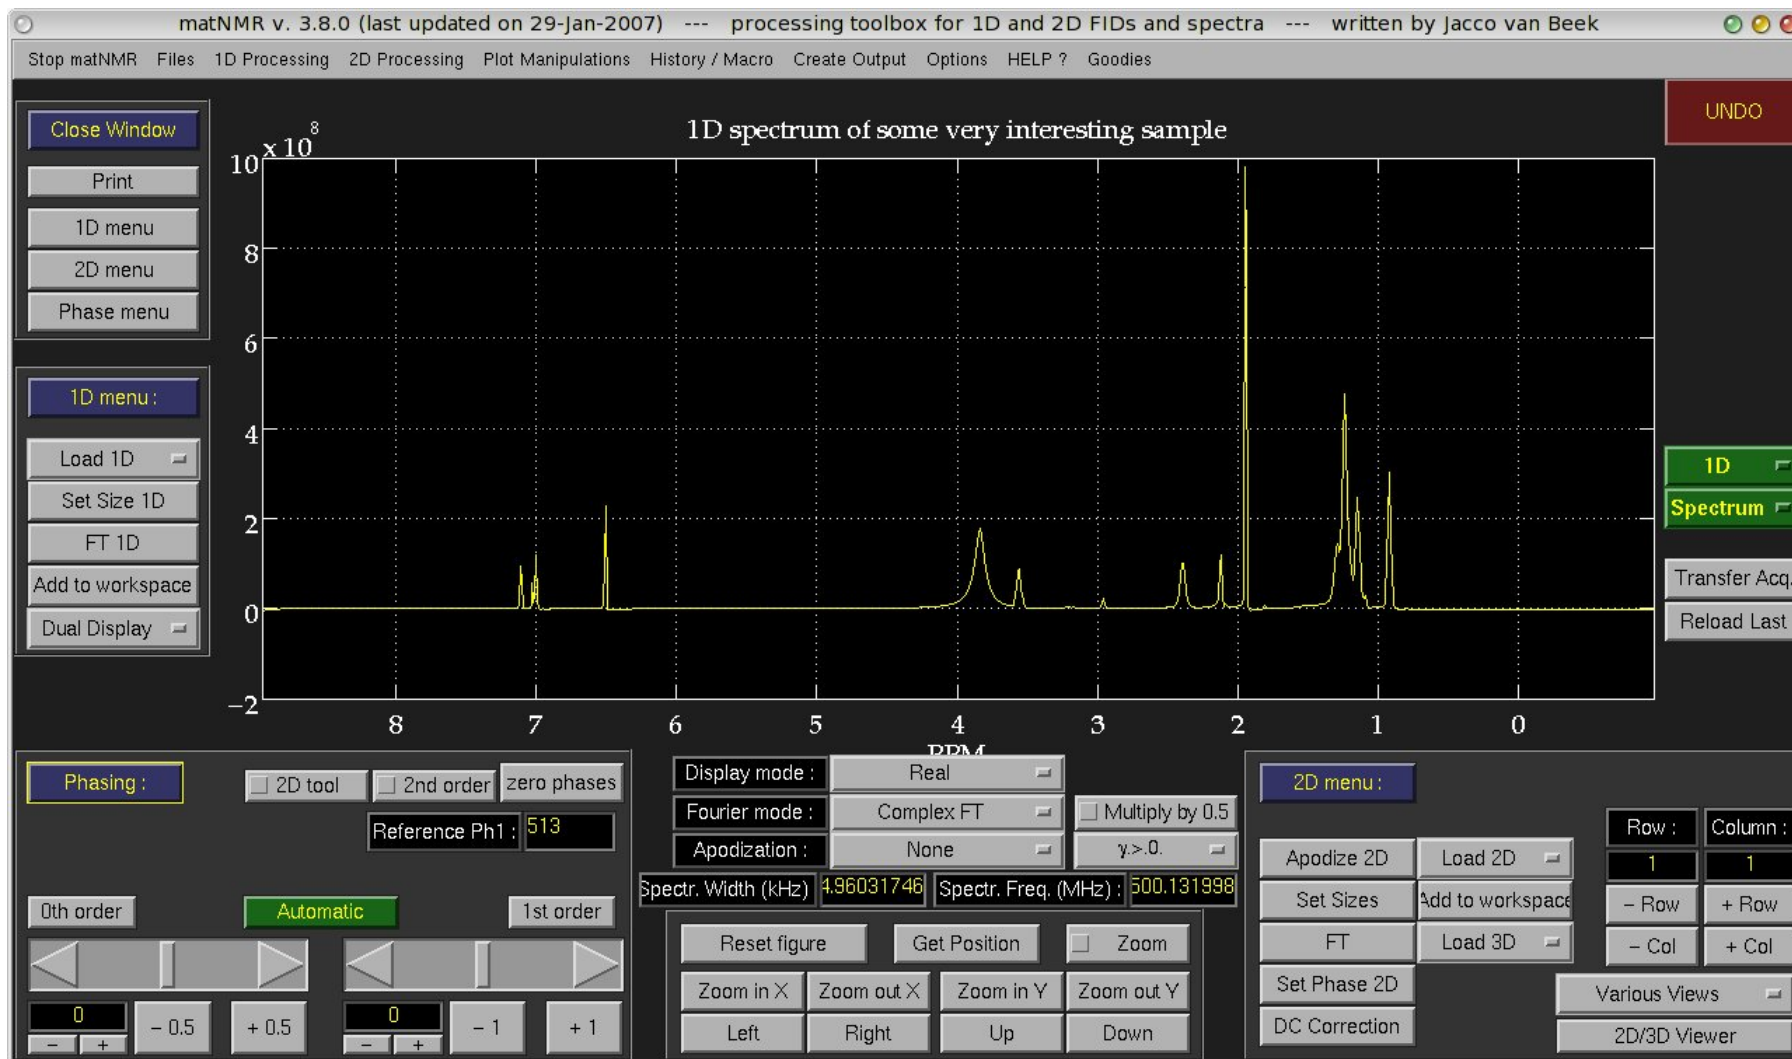 matNMR v. 3.8.0 (last updated on 29-Jan-2007) --- processing toolbox for 1D and 2D FIDs and spectra --- written by Jacco van Beek
Stop matNMR Files 1D Processing 2D Processing Plot Manipulations History / Macro Create Output Options HELP ? Goodies
Close Window
Print
1D menu
2D menu
Phase menu
1D menu :
Load 1D
Set Size 1D
FT 1D
Add to workspace
Dual Display
1D spectrum of some very interesting sample
x 10^8
10
8
6
4
2
0
−2
8 7 6 5 4 3 2 1 0
PPM
UNDO
1D
Spectrum
Transfer Acq.
Reload Last
Phasing :
2D tool
2nd order
zero phases
Reference Ph1 : 513
0th order
Automatic
1st order
0
− 0.5
+ 0.5
0
− 1
+ 1
− +
− +
Display mode : Real
Fourier mode : Complex FT
Multiply by 0.5
Apodization : None
γ.>.0.
Spectr. Width (kHz) 4.96031746 Spectr. Freq. (MHz) : 500.131998
Reset figure Get Position Zoom
Zoom in X Zoom out X Zoom in Y Zoom out Y
Left Right Up Down
2D menu :
Row : Column :
1 1
Apodize 2D Load 2D
Set Sizes Add to workspace − Row + Row
FT Load 3D − Col + Col
Set Phase 2D
Various Views
DC Correction
2D/3D Viewer